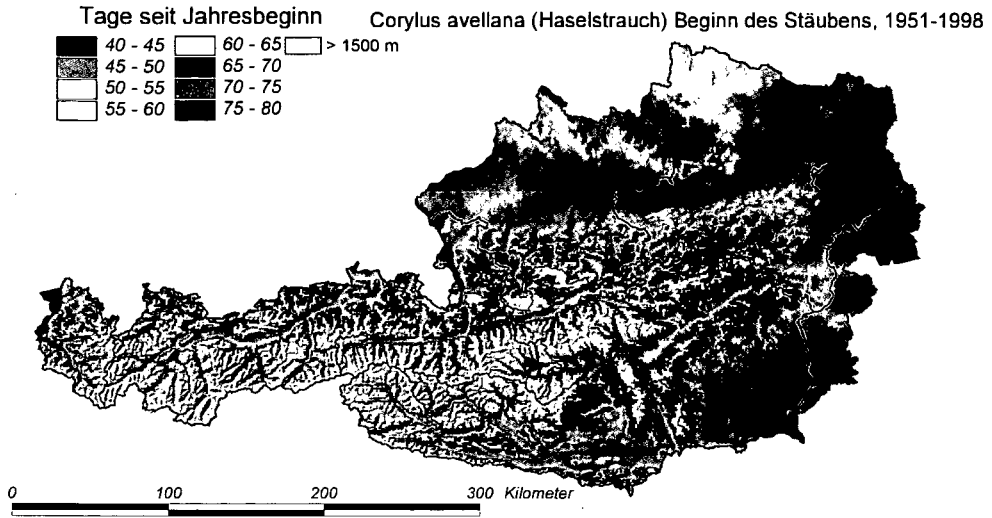 Tage seit Jahresbeginn
Corylus avellana (Haselstrauch) Beginn des Stäubens, 1951-1998
40 - 45
60 - 65
> 1500 m
45 - 50
65 - 70
50 - 55
70 - 75
55 - 60
75 - 80
0 100 200 300 Kilometer